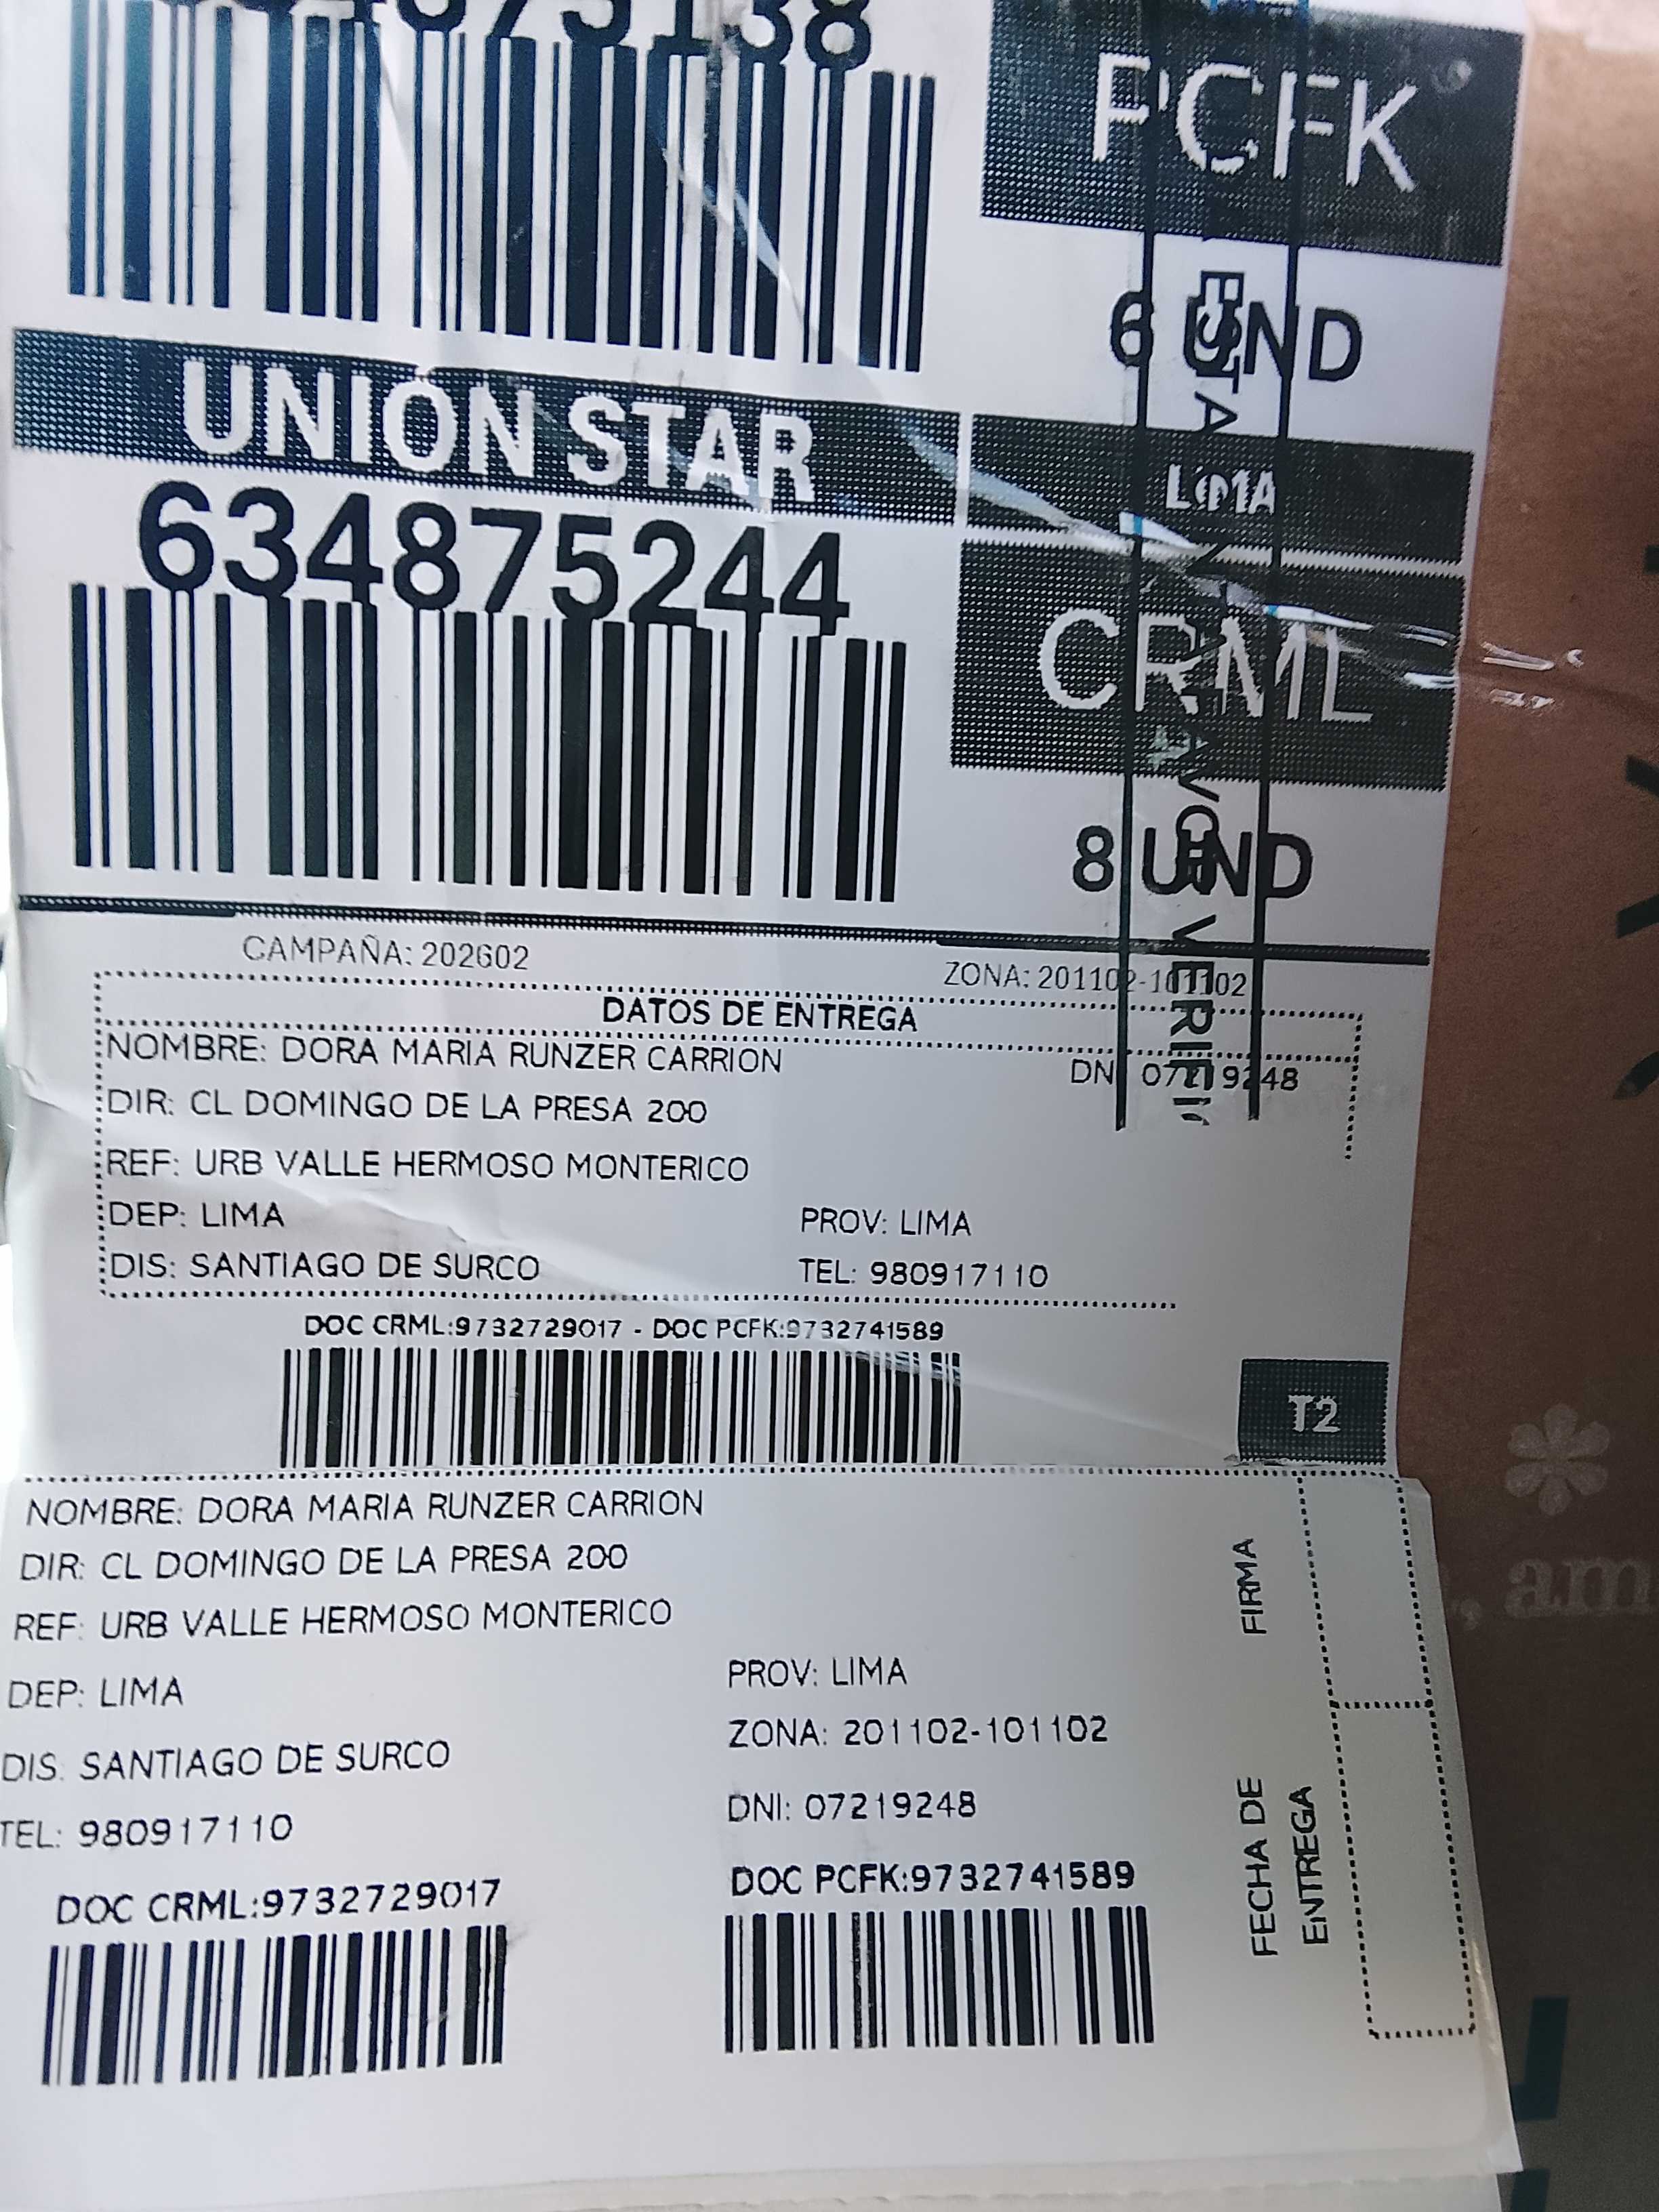 PCFK
6 UND
UNION STAR
LIMA
634875244
CRML
8 UND
CAMPAÑA: 202602
ZONA: 201102-101102
DATOS DE ENTREGA
NOMBRE: DORA MARIA RUNZER CARRION
DNI 07219248
DIR: CL DOMINGO DE LA PRESA 200
REF: URB VALLE HERMOSO MONTERICO
DEP: LIMA
PROV: LIMA
DIS: SANTIAGO DE SURCO
TEL: 980917110
DOC CRML:9732729017 - DOC PCFK:9732741589
T2
NOMBRE: DORA MARIA RUNZER CARRION
DIR: CL DOMINGO DE LA PRESA 200
REF: URB VALLE HERMOSO MONTERICO
DEP: LIMA
PROV: LIMA
ZONA: 201102-101102
DIS: SANTIAGO DE SURCO
DNI: 07219248
TEL: 980917110
DOC CRML:9732729017
DOC PCFK:9732741589
FIRMA
FECHA DE
ENTREGA